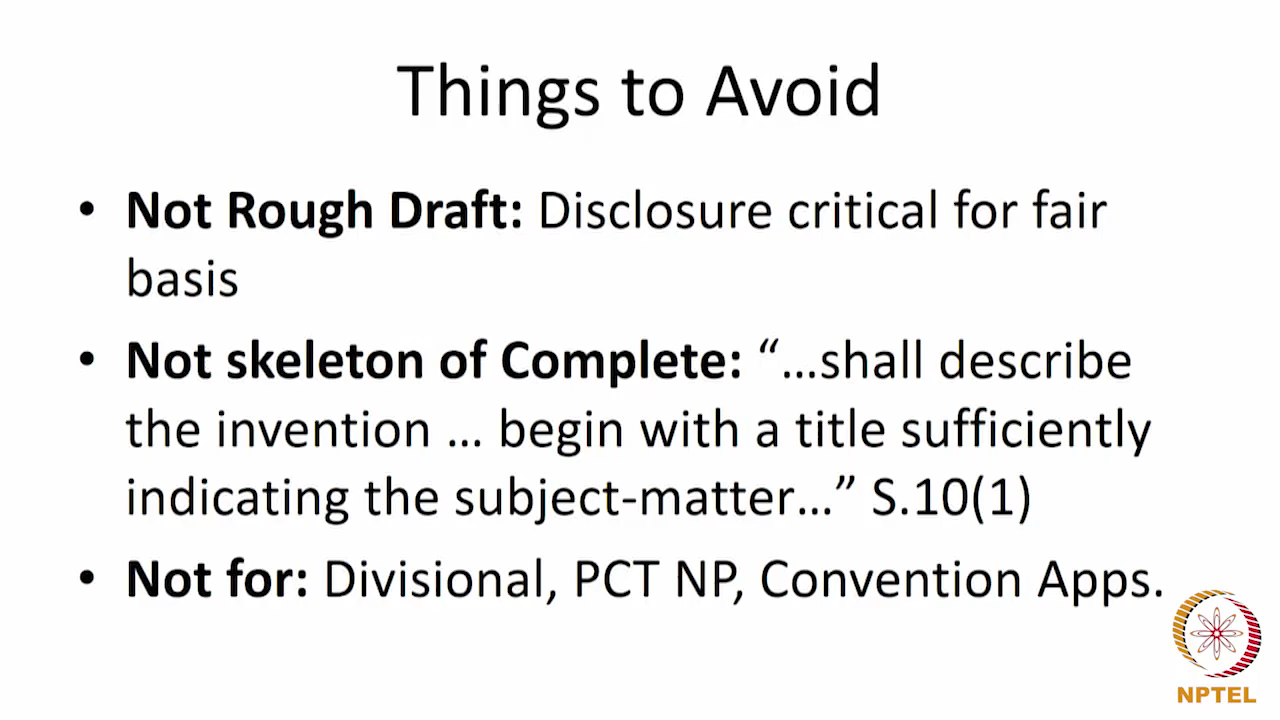 Things to Avoid
• Not Rough Draft: Disclosure critical for fair
basis
• Not skeleton of Complete: “…shall describe
the invention … begin with a title sufficiently
indicating the subject-matter…” S.10(1)
• Not for: Divisional, PCT NP, Convention Apps.
NPTEL